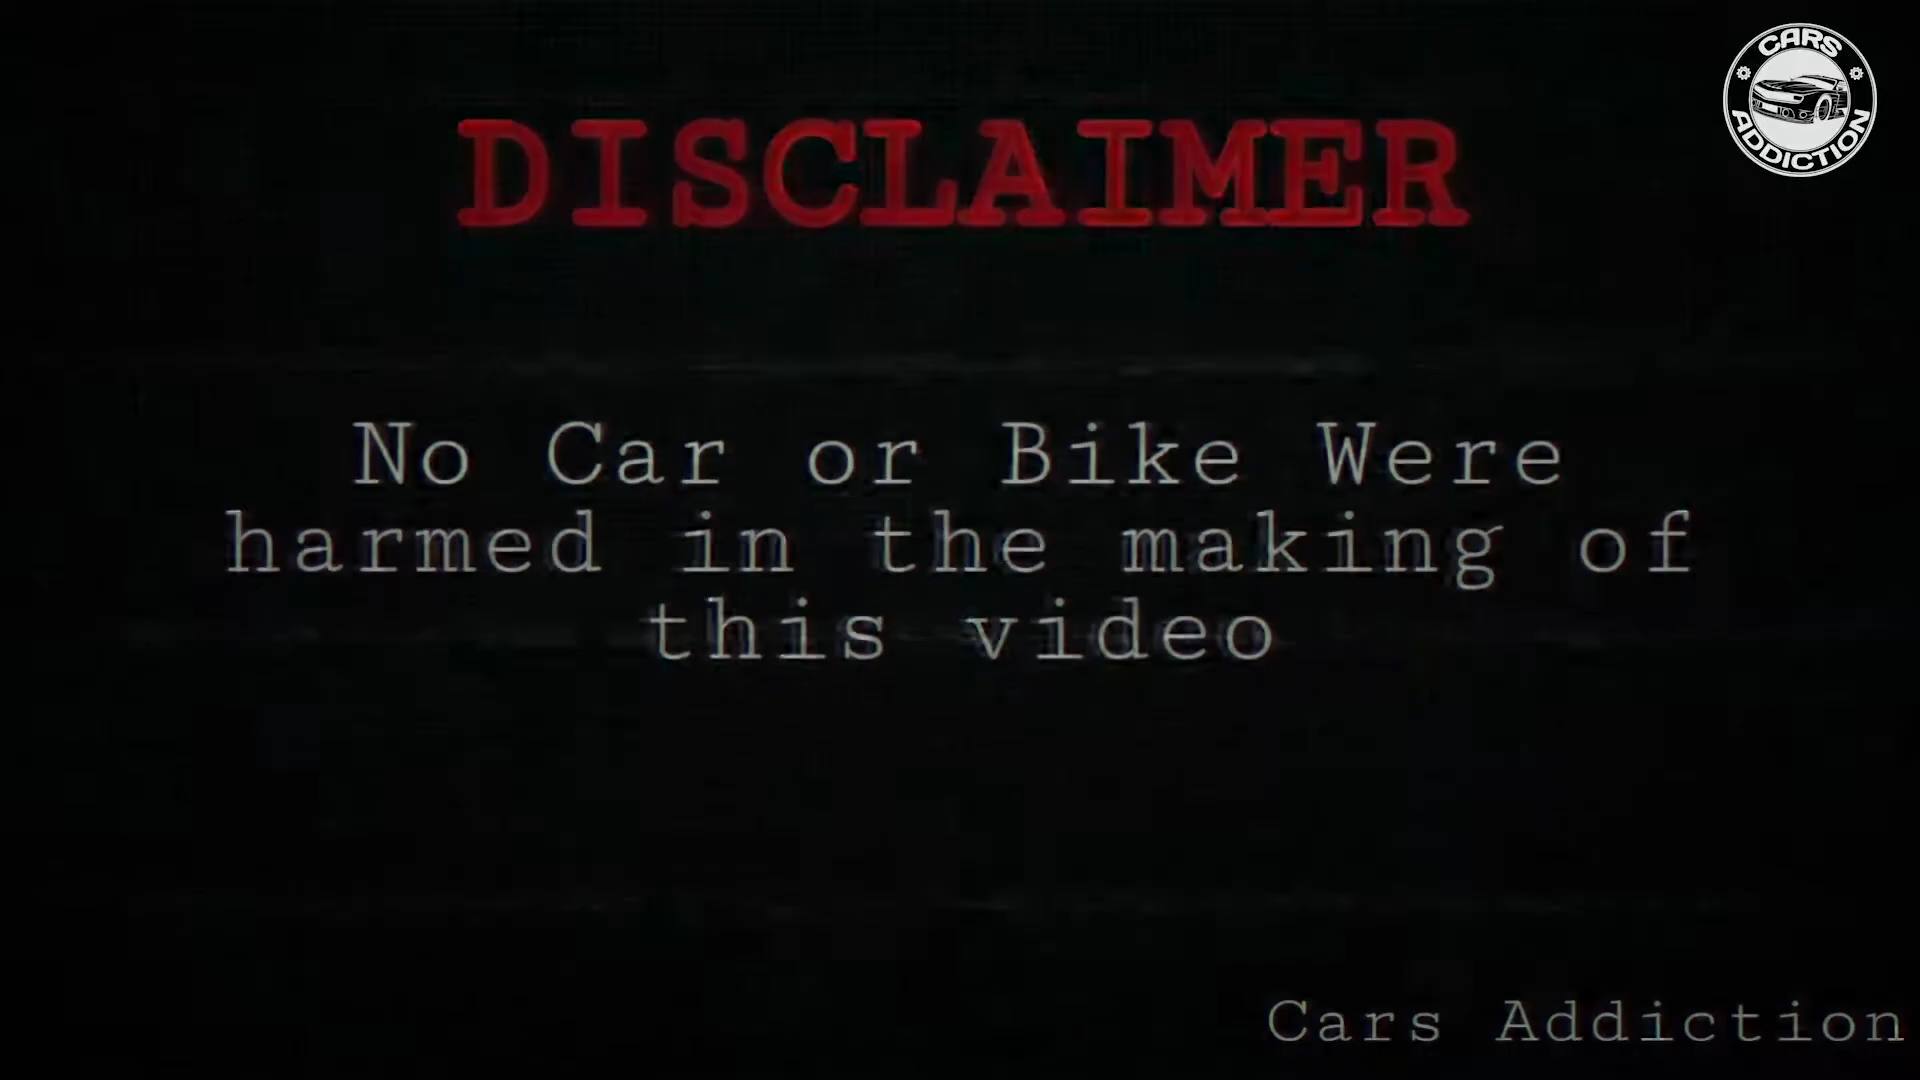 CARS
ADDICTION
DISCLAIMER
No Car or Bike Were
harmed in the making of
this video
Cars Addiction